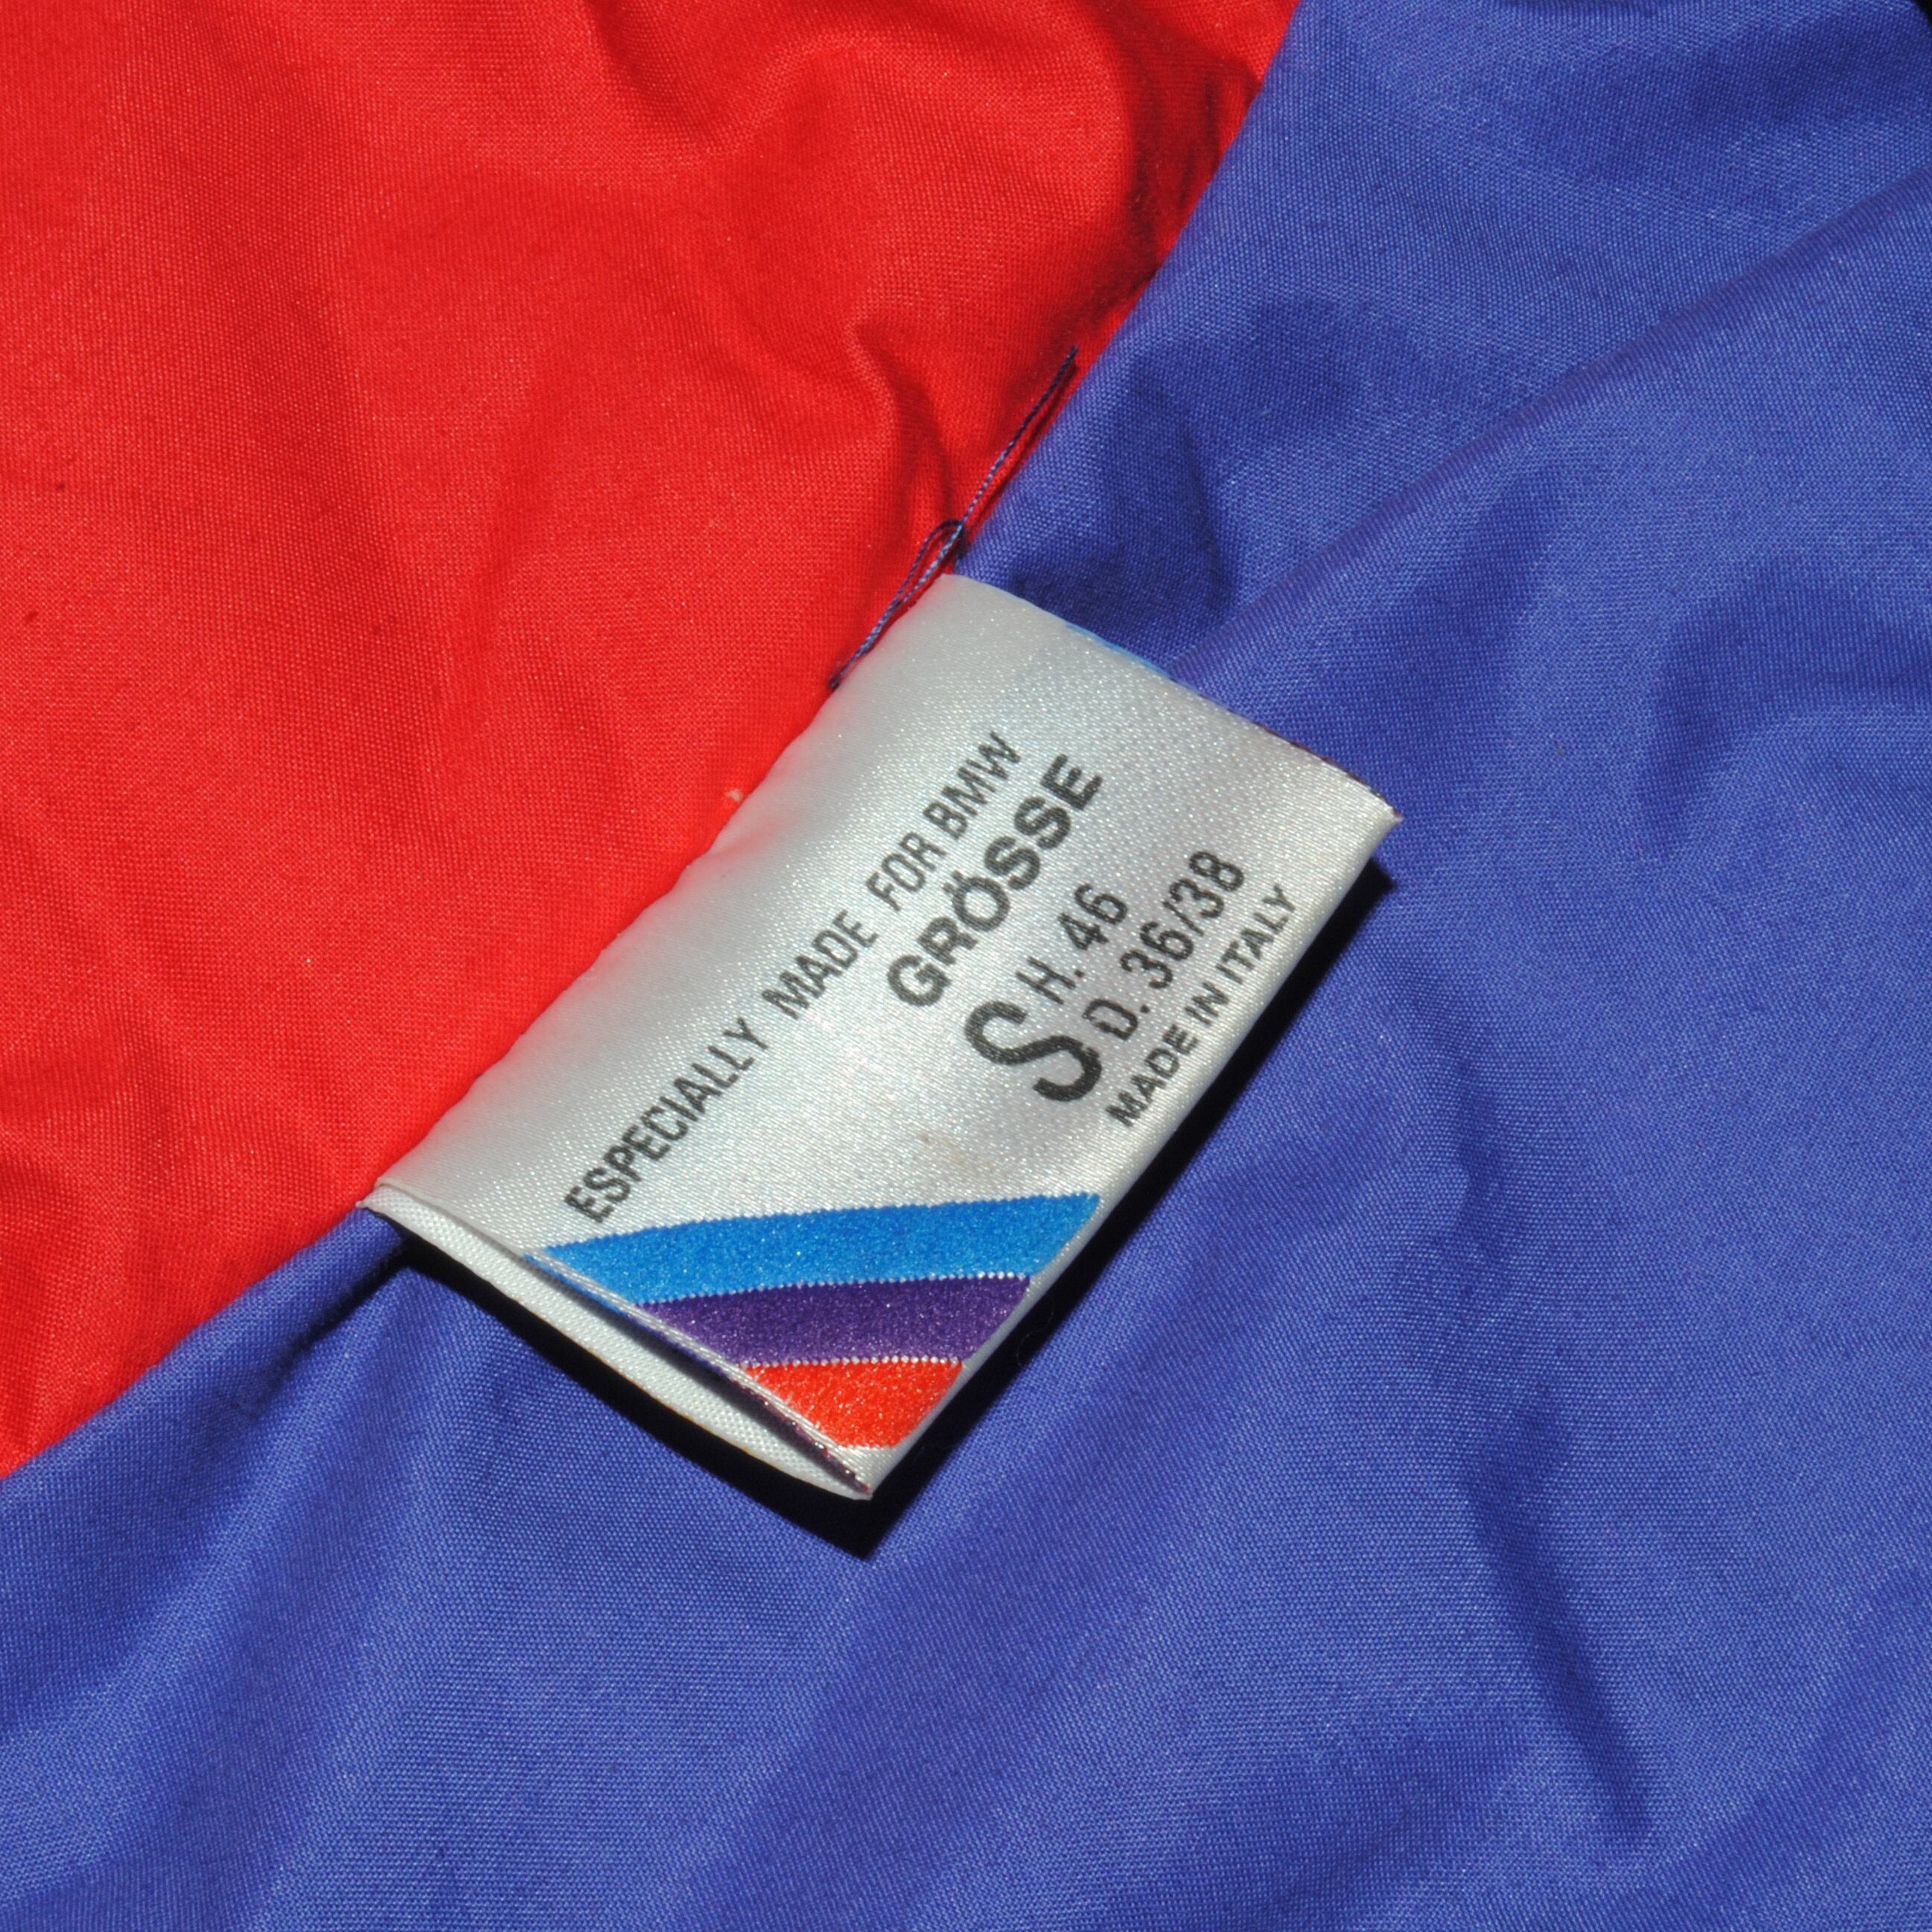 ESPECIALLY MADE FOR BMW
GRÖSSE
S H. 46
D. 36/38
MADE IN ITALY